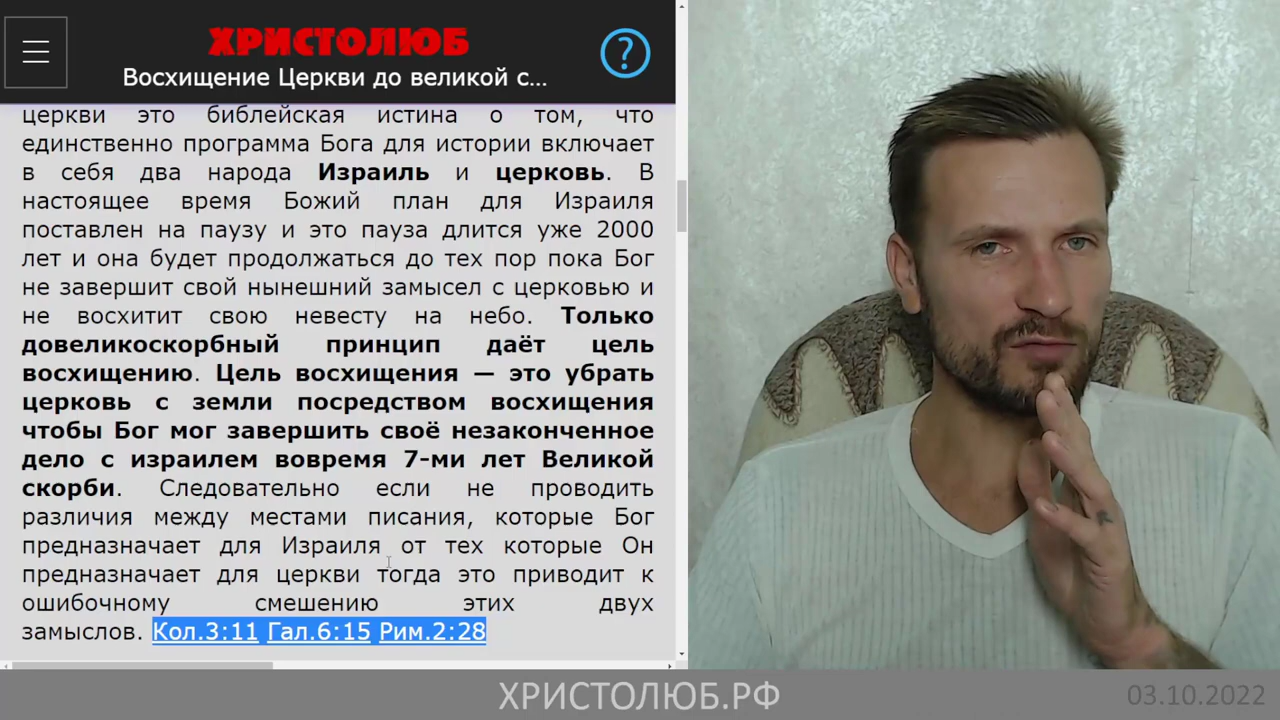 ХРИСТОЛЮБ
Восхищение Церкви до великой с...
церкви это библейская истина о том, что
единственно программа Бога для истории включает
в себя два народа Израиль и церковь. В
настоящее время Божий план для Израиля
поставлен на паузу и это пауза длится уже 2000
лет и она будет продолжаться до тех пор пока Бог
не завершит свой нынешний замысел с церковью и
не восхитит свою невесту на небо. Только
довеликоскорбный принцип даёт цель
восхищению. Цель восхищения — это убрать
церковь с земли посредством восхищения
чтобы Бог мог завершить своё незаконченное
дело с израилем вовремя 7-ми лет Великой
скорби. Следовательно если не проводить
различия между местами писания, которые Бог
предназначает для Израиля от тех которые Он
предназначает для церкви тогда это приводит к
ошибочному смешению этих двух
замыслов. Кол.3:11 Гал.6:15 Рим.2:28
ХРИСТОЛЮБ.РФ
03.10.2022